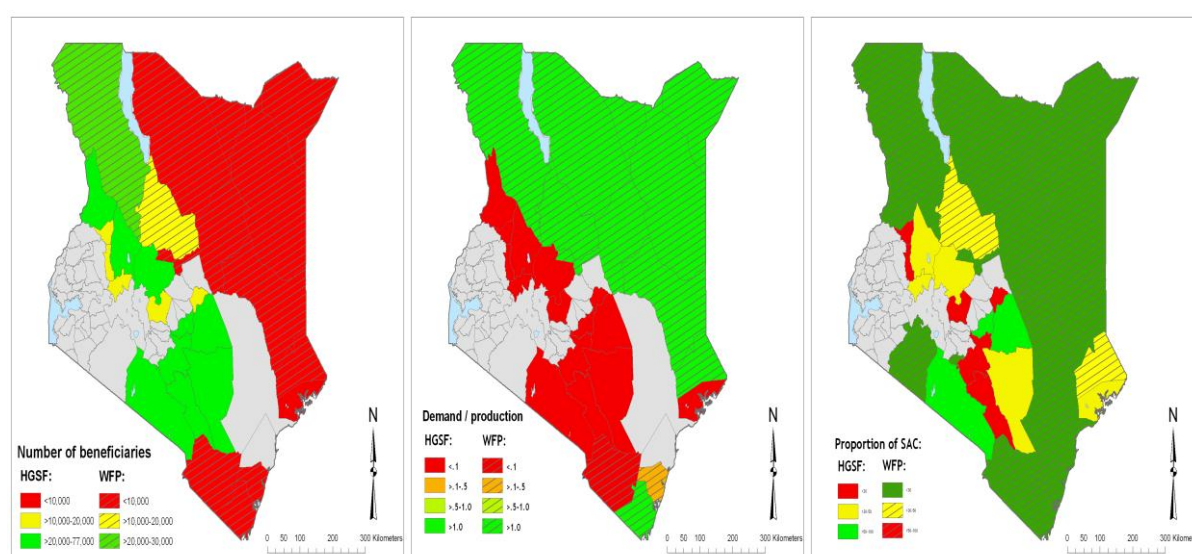 N
Number of beneficiaries
HGSF: WFP:
<10,000 <10,000
>10,000-20,000 >10,000-20,000
>20,000-77,000 >20,000-30,000
0 50 100 200 300 Kilometers
N
Demand / production
HGSF: WFP:
<.1 <.1
>.1-.5 >.1-.5
>.5-1.0 >.5-1.0
>1.0 >1.0
0 50 100 200 300 Kilometers
N
Proportion of SAC:
HGSF: WFP:
0 50 100 200 300 Kilometers